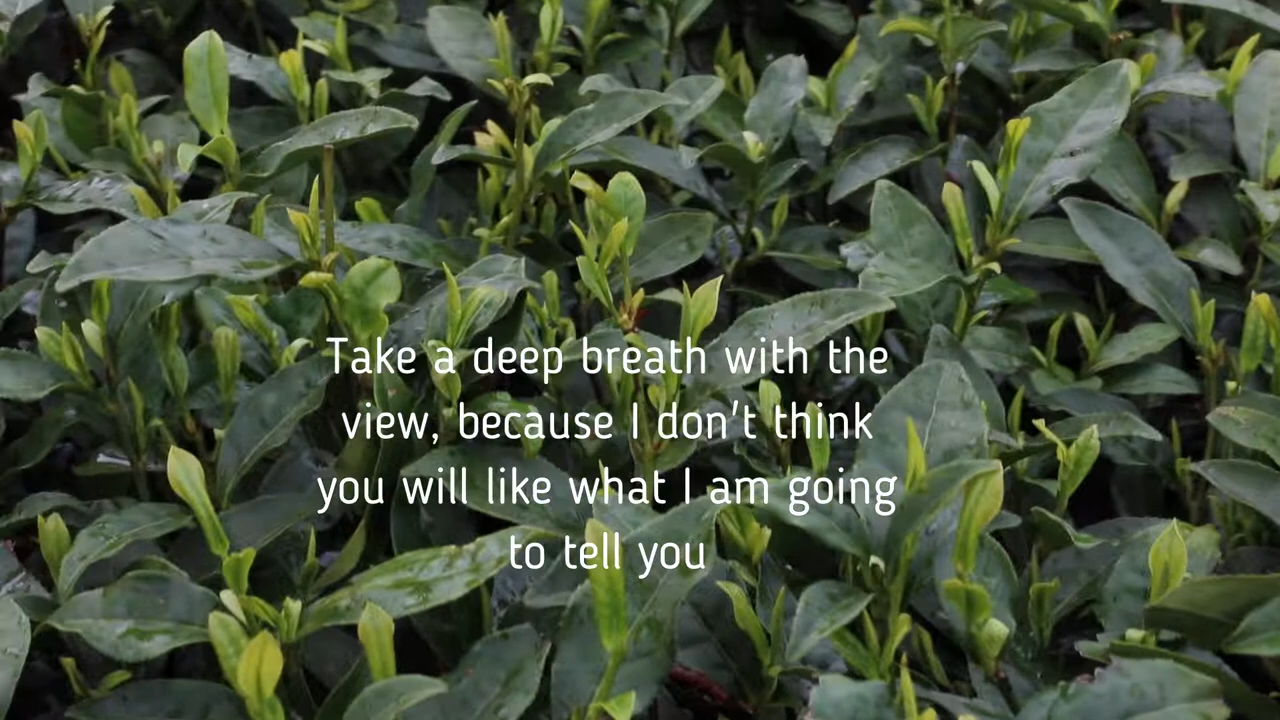 Take a deep breath with the
view, because I don't think
you will like what I am going
to tell you